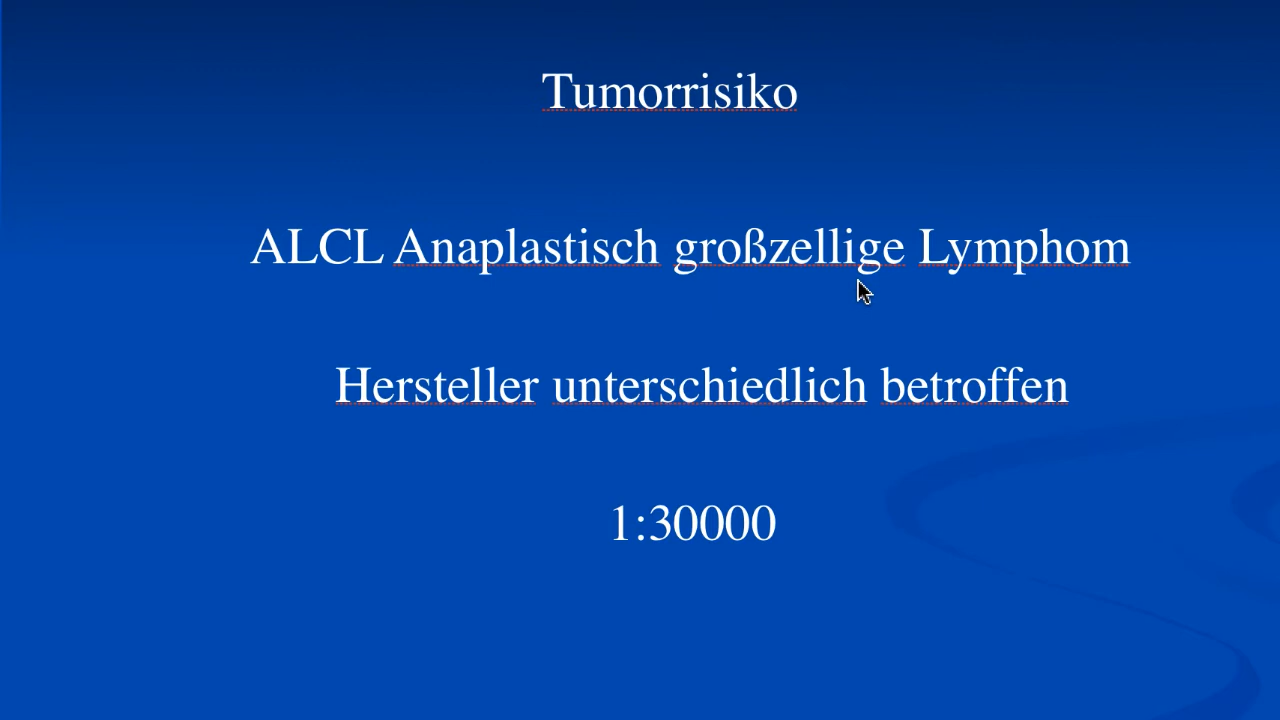 Tumorrisiko
ALCL Anaplastisch großzellige Lymphom
Hersteller unterschiedlich betroffen
1:30000